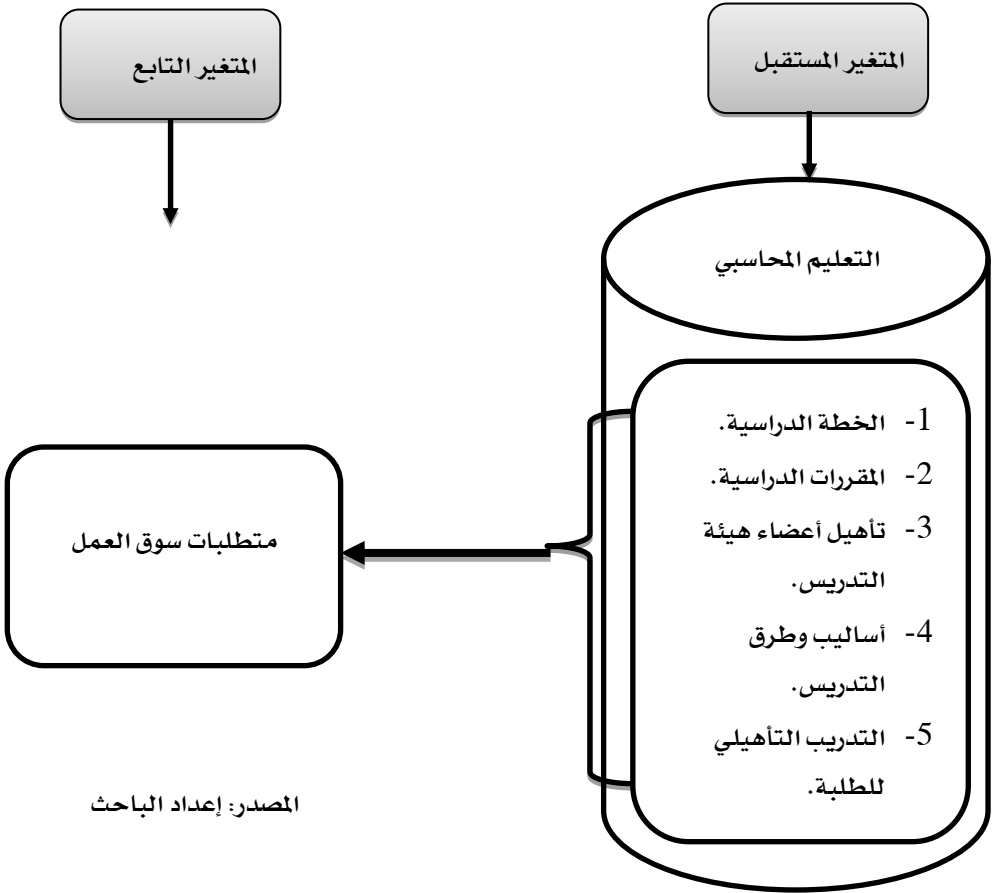 المتغير المستقبل
المتغير التابع
التعليم المحاسبي
1- الخطة الدراسية.
2- المقررات الدراسية.
3- تأهيل أعضاء هيئة
التدريس.
4- أساليب وطرق
التدريس.
5- التدريب التأهيلي
للطلبة.
متطلبات سوق العمل
المصدر: إعداد الباحث